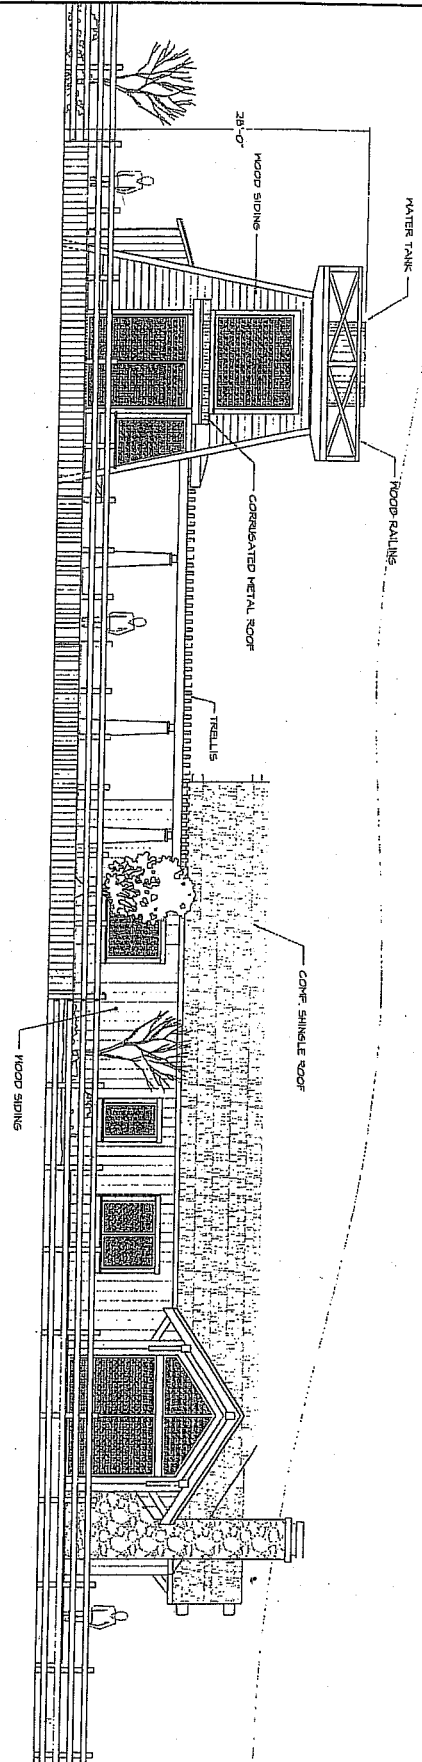 WATER TANK
28'-0"
WOOD SIDING
WOOD RAILING
CORRUGATED METAL ROOF
TRELLIS
COMP. SHINGLE ROOF
WOOD SIDING